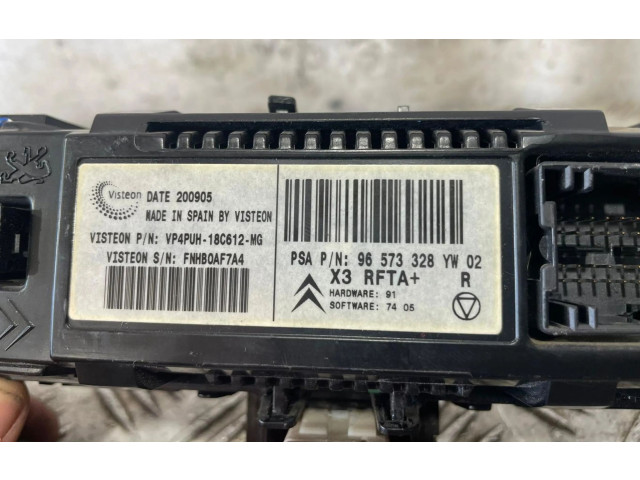 Visteon DATE 200905
MADE IN SPAIN BY VISTEON
VISTEON P/N: VP4PUH-18C612-MG
VISTEON S/N: FNHB0AF7A4
PSA P/N: 96 573 328 YW 02
X3 RFTA+ R
HARDWARE: 91
SOFTWARE: 74 05